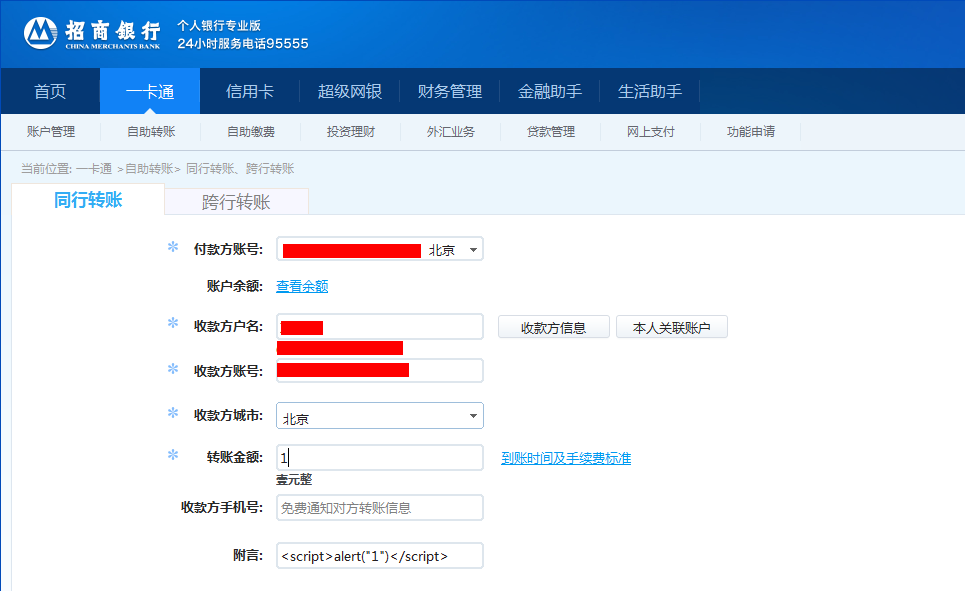 招商银行 个人银行专业版
CHINA MERCHANTS BANK 24小时服务电话95555
首页 一卡通 信用卡 超级网银 财务管理 金融助手 生活助手
账户管理 自助转账 自助缴费 投资理财 外汇业务 贷款管理 网上支付 功能申请
当前位置: 一卡通 >自助转账> 同行转账、跨行转账
同行转账 跨行转账
* 付款方账号: 北京
账户余额: 查看余额
* 收款方户名: 收款方信息 本人关联账户
* 收款方账号:
* 收款方城市: 北京
* 转账金额: 1 到账时间及手续费标准
壹元整
收款方手机号: 免费通知对方转账信息
附言: <script>alert("1")</script>